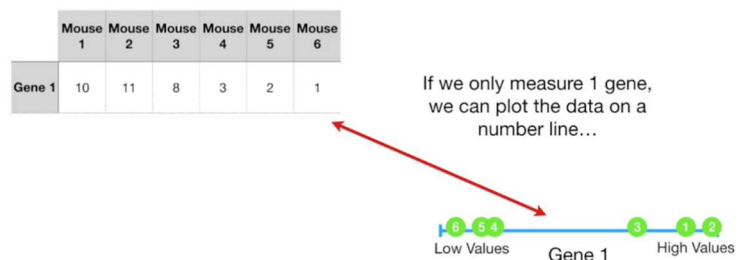 Mouse Mouse Mouse Mouse Mouse Mouse
1 2 3 4 5 6
Gene 1 10 11 8 3 2 1
If we only measure 1 gene,
we can plot the data on a
number line...
6 5 4 3 1 2
Low Values Gene 1 High Values